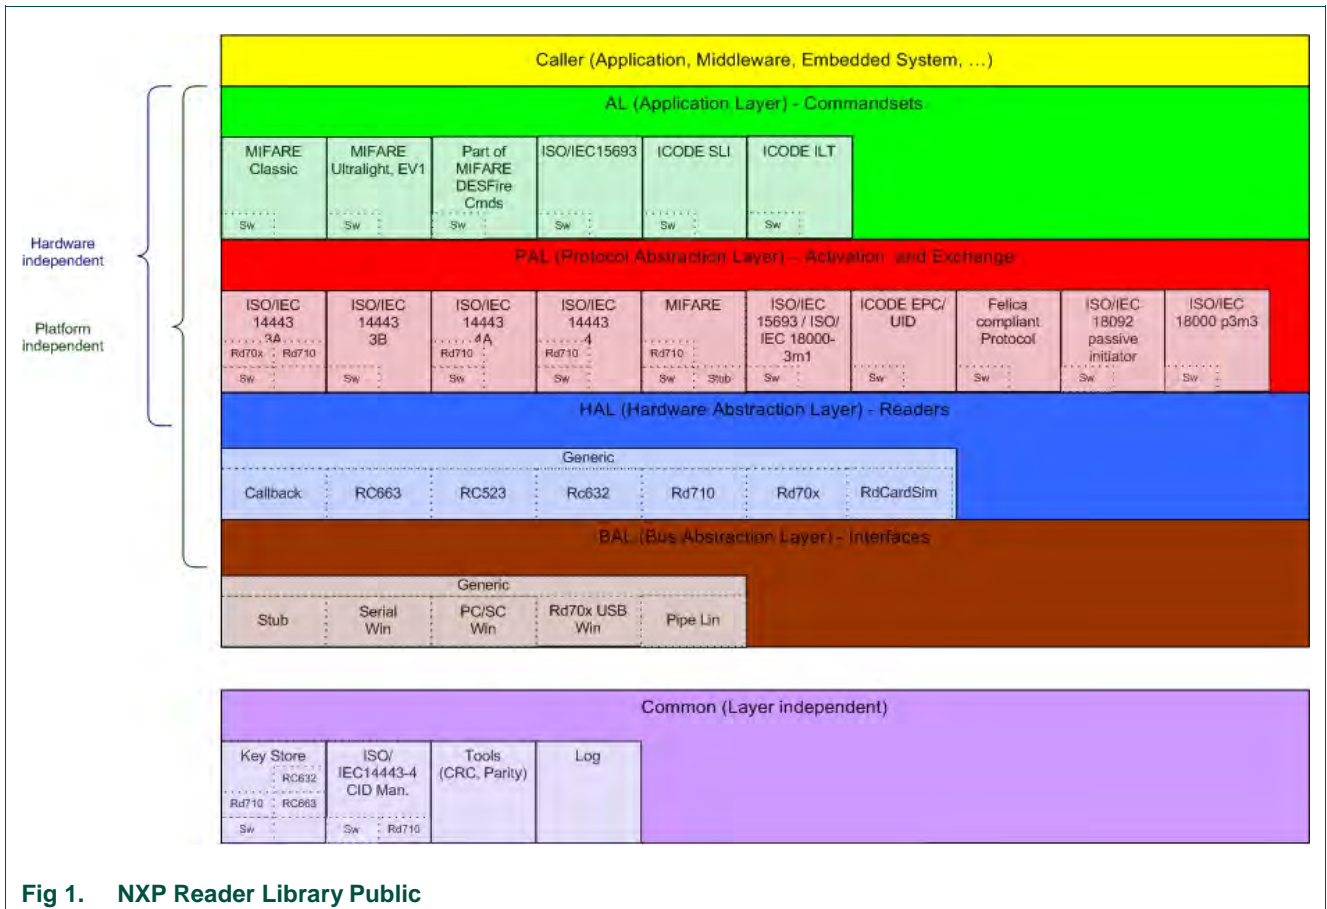 Caller (Application, Middleware, Embedded System, ...)
AL (Application Layer) - Commandsets
MIFARE
Classic
Sw
MIFARE
Ultralight, EV1
Sw
Part of
MIFARE
DESFire
Cmds
Sw
ISO/IEC15693
Sw
ICODE SLI
Sw
ICODE ILT
Sw
Hardware
independent
Platform
independent
PAL (Protocol Abstraction Layer) - Activation and Exchange
ISO/IEC
14443
3A
Rd70x
Rd710
Sw
ISO/IEC
14443
3B
Sw
ISO/IEC
14443
4A
Rd710
Sw
ISO/IEC
14443
4
Rd710
Sw
MIFARE
Rd710
Sw
Stub
ISO/IEC
15693 / ISO/
IEC 18000-
3m1
Sw
ICODE EPC/
UID
Sw
Felica
compliant
Protocol
Sw
ISO/IEC
18092
passive
initiator
Sw
ISO/IEC
18000 p3m3
Sw
HAL (Hardware Abstraction Layer) - Readers
Generic
Callback
RC663
RC523
Rc632
Rd710
Rd70x
RdCardSim
BAL (Bus Abstraction Layer) - Interfaces
Generic
Stub
Serial
Win
PC/SC
Win
Rd70x USB
Win
Pipe Lin
Common (Layer independent)
Key Store
RC632
Rd710
RC663
Sw
ISO/
IEC14443-4
CID Man.
Sw
Rd710
Tools
(CRC, Parity)
Log
Fig 1. NXP Reader Library Public